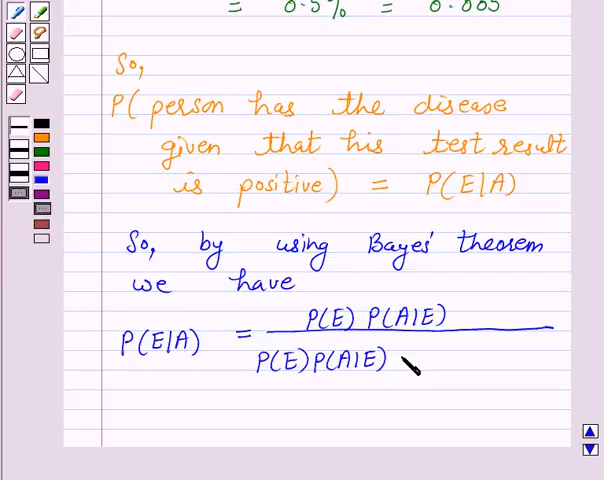 = 0.5% = 0.005
So,
P( person has the disease
given that his test result
is positive) = P(E|A)
So, by using Bayes' theorem
we have
P(E|A) = P(E) P(A|E)
P(E)P(A|E)